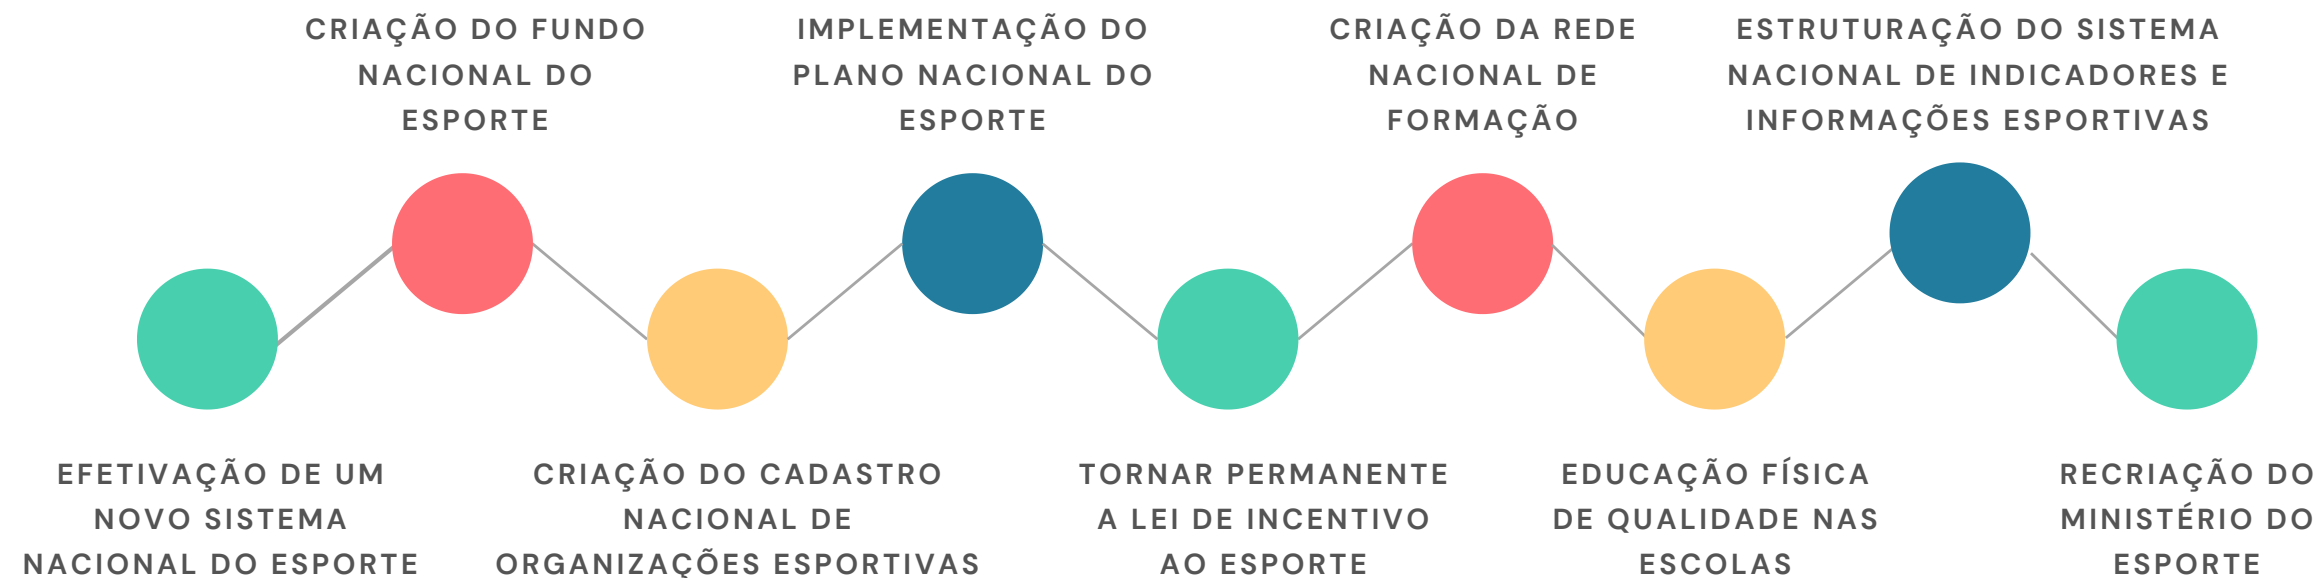 CRIAÇÃO DO FUNDO
NACIONAL DO
ESPORTE
IMPLEMENTAÇÃO DO
PLANO NACIONAL DO
ESPORTE
CRIAÇÃO DA REDE
NACIONAL DE
FORMAÇÃO
ESTRUTURAÇÃO DO SISTEMA
NACIONAL DE INDICADORES E
INFORMAÇÕES ESPORTIVAS
EFETIVAÇÃO DE UM
NOVO SISTEMA
NACIONAL DO ESPORTE
CRIAÇÃO DO CADASTRO
NACIONAL DE
ORGANIZAÇÕES ESPORTIVAS
TORNAR PERMANENTE
A LEI DE INCENTIVO
AO ESPORTE
EDUCAÇÃO FÍSICA
DE QUALIDADE NAS
ESCOLAS
RECRIAÇÃO DO
MINISTÉRIO DO
ESPORTE